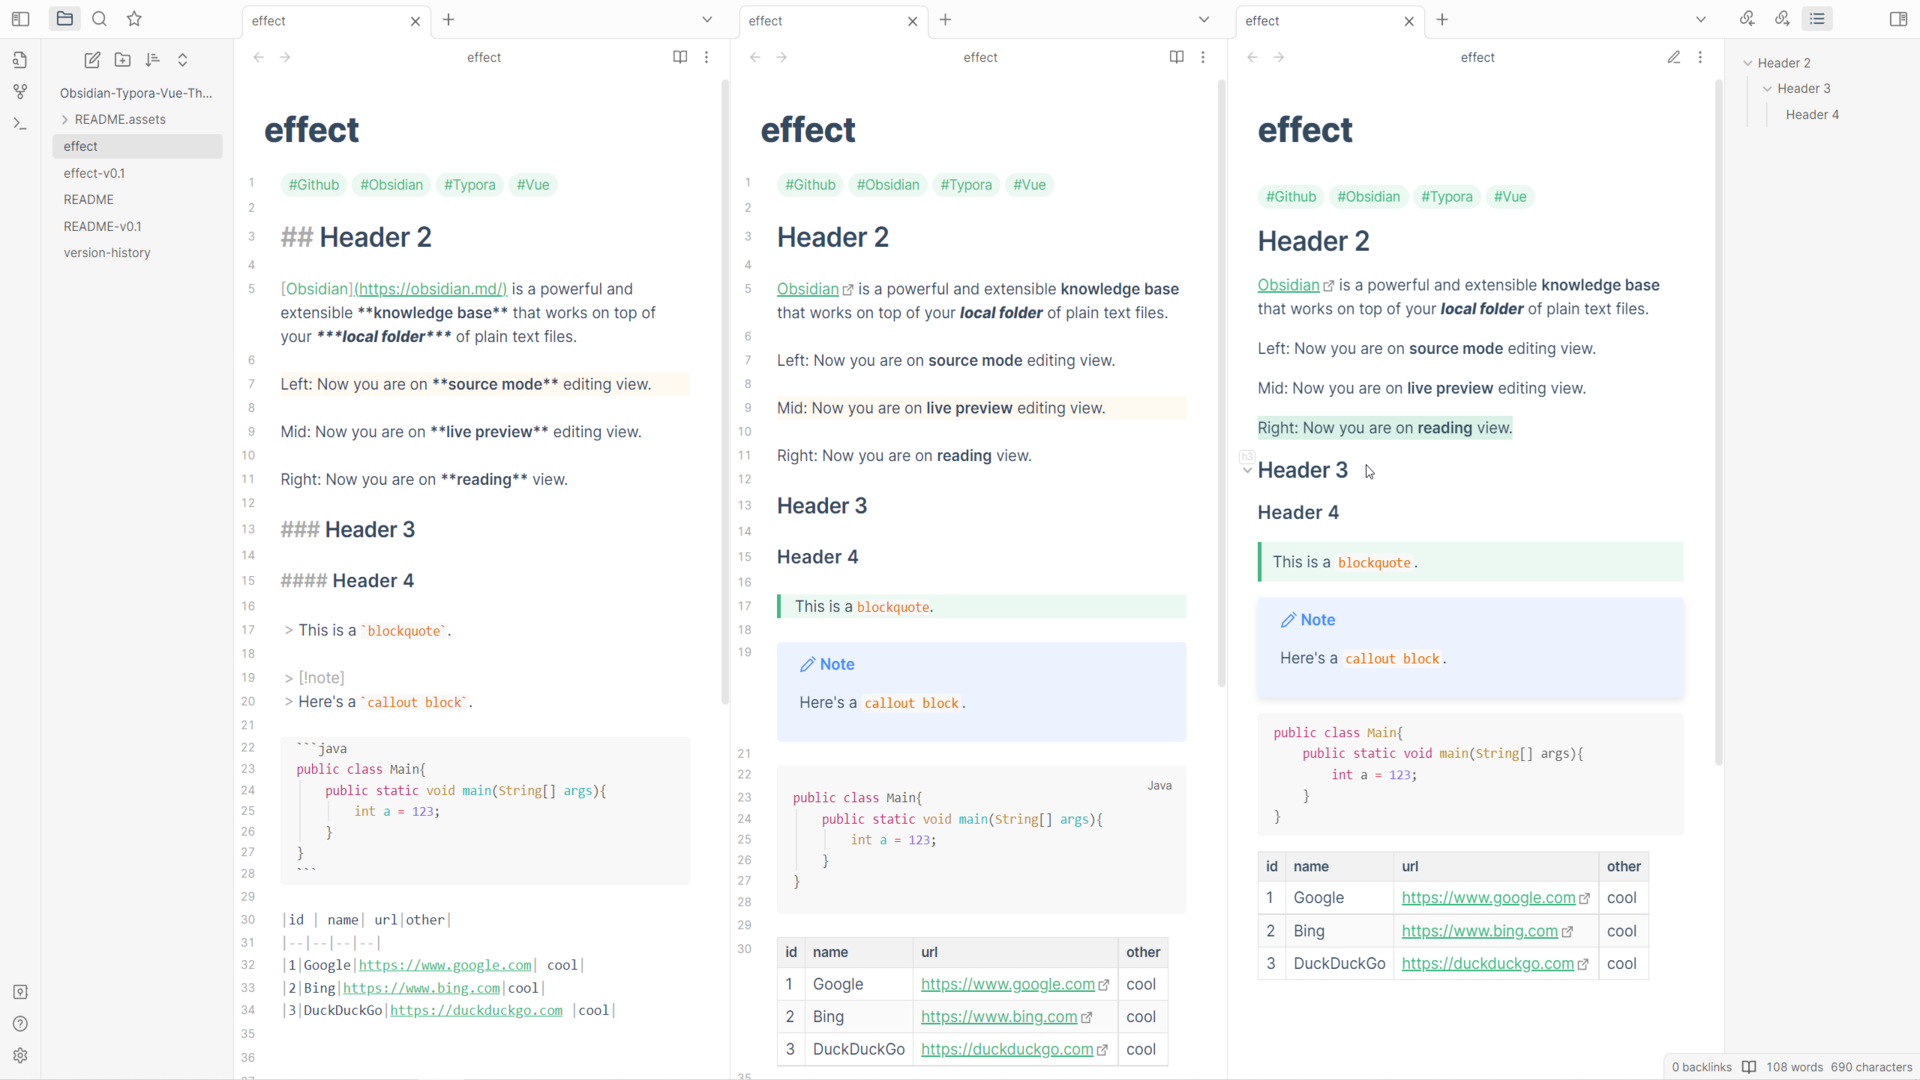 effect
effect
effect
effect
effect
effect
Obsidian-Typora-Vue-Th...
README.assets
effect
effect-v0.1
README
README-v0.1
version-history
effect
1 #Github #Obsidian #Typora #Vue
2
3 ## Header 2
4
5 [Obsidian](https://obsidian.md/) is a powerful and
extensible **knowledge base** that works on top of
your ***local folder*** of plain text files.
6
7 Left: Now you are on **source mode** editing view.
8
9 Mid: Now you are on **live preview** editing view.
10
11 Right: Now you are on **reading** view.
12
13 ### Header 3
14
15 #### Header 4
16
17 > This is a `blockquote`.
18
19 > [!note]
20 > Here's a `callout block`.
21
22 ```java
23 public class Main{
24 public static void main(String[] args){
25 int a = 123;
26 }
27 }
28 ```
29
30 |id | name| url|other|
31 |--|--|--|--|
32 |1|Google|https://www.google.com| cool|
33 |2|Bing|https://www.bing.com|cool|
34 |3|DuckDuckGo|https://duckduckgo.com |cool|
35
36
effect
1 #Github #Obsidian #Typora #Vue
2
3 Header 2
4
5 Obsidian is a powerful and extensible knowledge base
that works on top of your local folder of plain text files.
6
7 Left: Now you are on source mode editing view.
8
9 Mid: Now you are on live preview editing view.
10
11 Right: Now you are on reading view.
12
13 Header 3
14
15 Header 4
16
17 This is a blockquote.
18
19 Note
Here's a callout block.
21
22 Java
23 public class Main{
24 public static void main(String[] args){
25 int a = 123;
26 }
27 }
28
29
30 id name url other
1 Google https://www.google.com cool
2 Bing https://www.bing.com cool
3 DuckDuckGo https://duckduckgo.com cool
35
effect
#Github #Obsidian #Typora #Vue
Header 2
Obsidian is a powerful and extensible knowledge base
that works on top of your local folder of plain text files.
Left: Now you are on source mode editing view.
Mid: Now you are on live preview editing view.
Right: Now you are on reading view.
h3
Header 3
Header 4
This is a blockquote.
Note
Here's a callout block.
public class Main{
public static void main(String[] args){
int a = 123;
}
}
id name url other
1 Google https://www.google.com cool
2 Bing https://www.bing.com cool
3 DuckDuckGo https://duckduckgo.com cool
Header 2
Header 3
Header 4
0 backlinks 108 words 690 characters